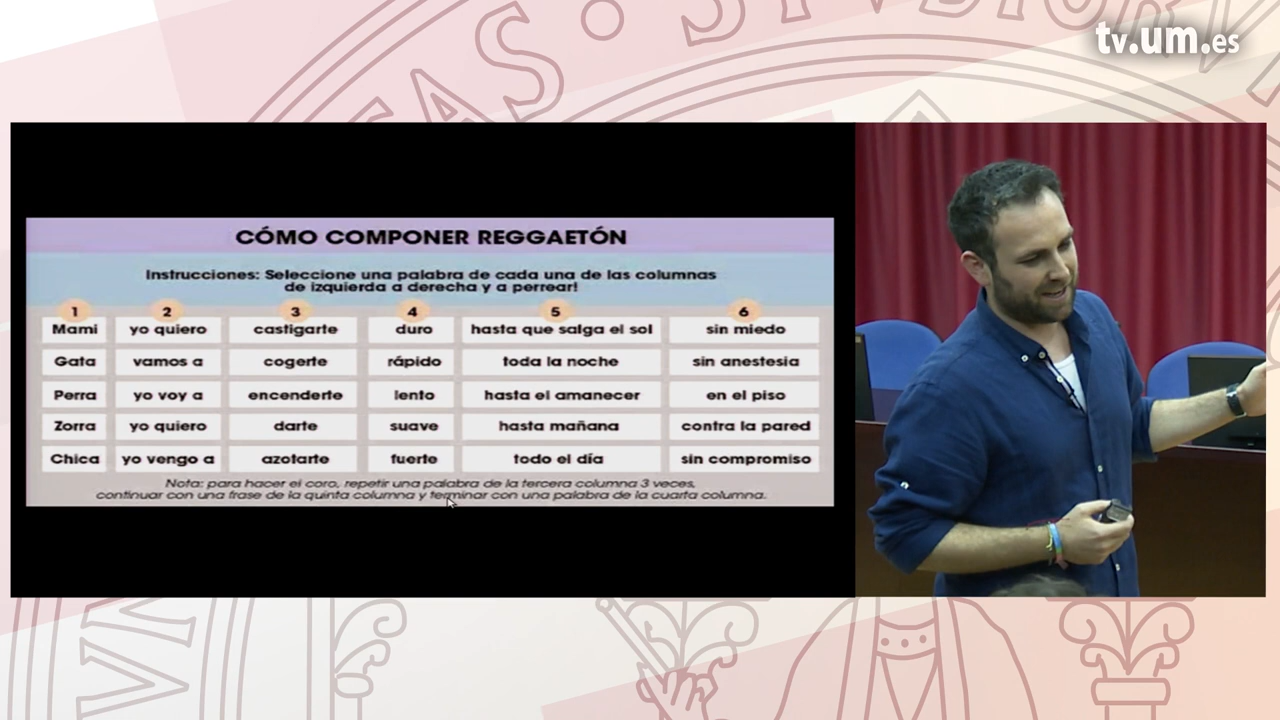 AS · STVDIORV
tv.um.es
CÓMO COMPONER REGGAETÓN
Instrucciones: Seleccione una palabra de cada una de las columnas
de izquierda a derecha y a perrear!
1 2 3 4 5 6
Mami yo quiero castigarte duro hasta que salga el sol sin miedo
Gata vamos a cogerte rápido toda la noche sin anestesia
Perra yo voy a encenderte lento hasta el amanecer en el piso
Zorra yo quiero darte suave hasta mañana contra la pared
Chica yo vengo a azotarte fuerte todo el día sin compromiso
Nota: para hacer el coro, repetir una palabra de la tercera columna 3 veces,
continuar con una frase de la quinta columna y terminar con una palabra de la cuarta columna.